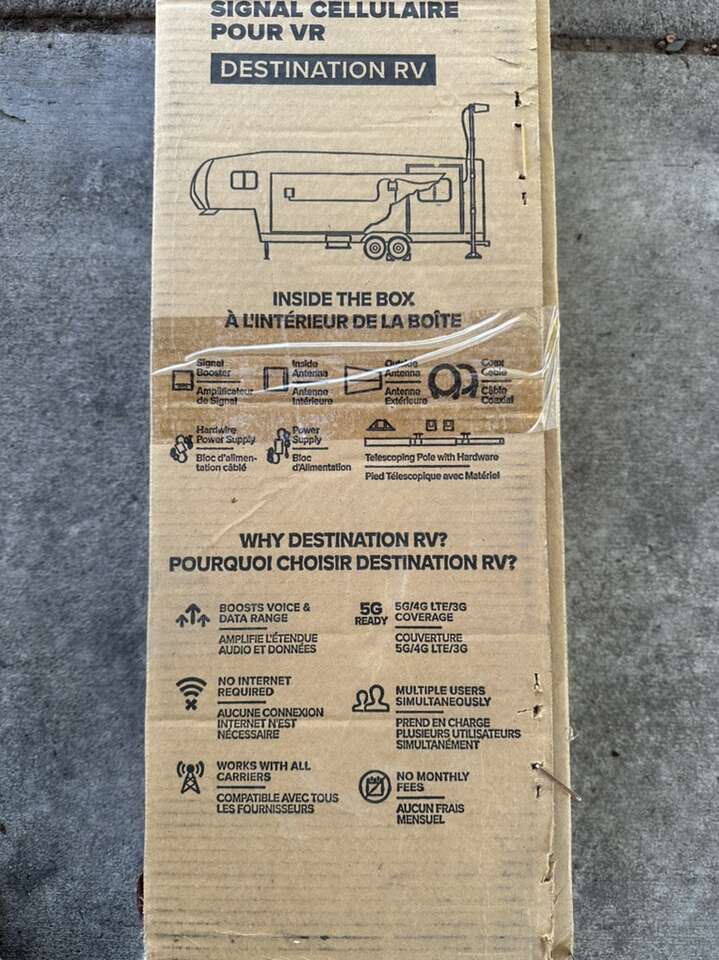 SIGNAL CELLULAIRE
POUR VR
DESTINATION RV
INSIDE THE BOX
À L'INTÉRIEUR DE LA BOÎTE
Signal
Booster
Amplificateur
de Signal
Inside
Antenna
Antenne
Intérieure
Outside
Antenna
Antenne
Extérieure
Coax
Cable
Câble
Coaxial
Hardwire
Power Supply
Bloc d'alimen-
tation câblé
Power
Supply
Bloc
d'Alimentation
Telescoping Pole with Hardware
Pied Télescopique avec Matériel
WHY DESTINATION RV?
POURQUOI CHOISIR DESTINATION RV?
BOOSTS VOICE &
DATA RANGE
AMPLIFIE L'ÉTENDUE
AUDIO ET DONNÉES
5G
READY
5G/4G LTE/3G
COVERAGE
COUVERTURE
5G/4G LTE/3G
NO INTERNET
REQUIRED
AUCUNE CONNEXION
INTERNET N'EST
NÉCESSAIRE
MULTIPLE USERS
SIMULTANEOUSLY
PREND EN CHARGE
PLUSIEURS UTILISATEURS
SIMULTANÉMENT
WORKS WITH ALL
CARRIERS
COMPATIBLE AVEC TOUS
LES FOURNISSEURS
NO MONTHLY
FEES
AUCUN FRAIS
MENSUEL